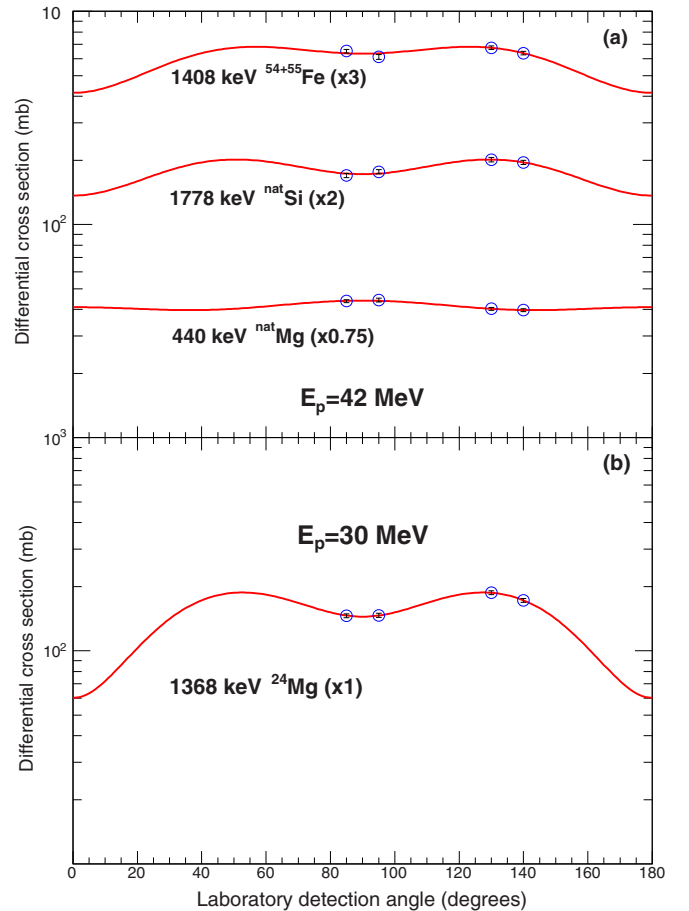 10
(a)
1408 keV 54+55Fe (x3)
Differential cross section (mb)
10²
1778 keV natSi (x2)
440 keV natMg (x0.75)
Eₚ=42 MeV
10³
(b)
Eₚ=30 MeV
Differential cross section (mb)
10²
1368 keV ²⁴Mg (x1)
0 20 40 60 80 100 120 140 160 180
Laboratory detection angle (degrees)